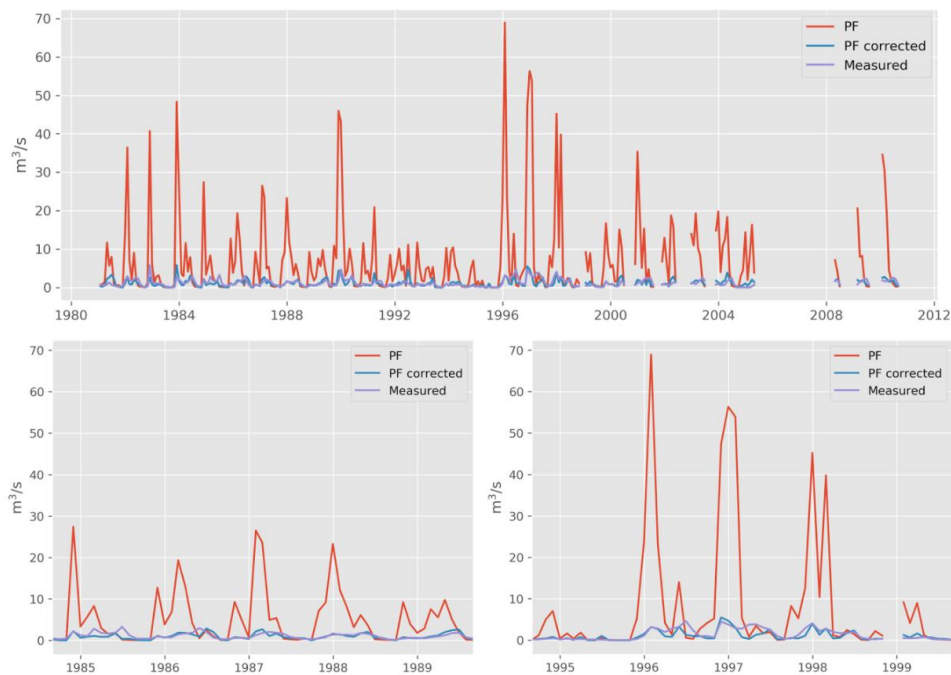 70
60
50
40
30
20
10
0
m³/s
PF
PF corrected
Measured
1980 1984 1988 1992 1996 2000 2004 2008 2012
70
60
50
40
30
20
10
0
m³/s
PF
PF corrected
Measured
1985 1986 1987 1988 1989
70
60
50
40
30
20
10
0
m³/s
PF
PF corrected
Measured
1995 1996 1997 1998 1999